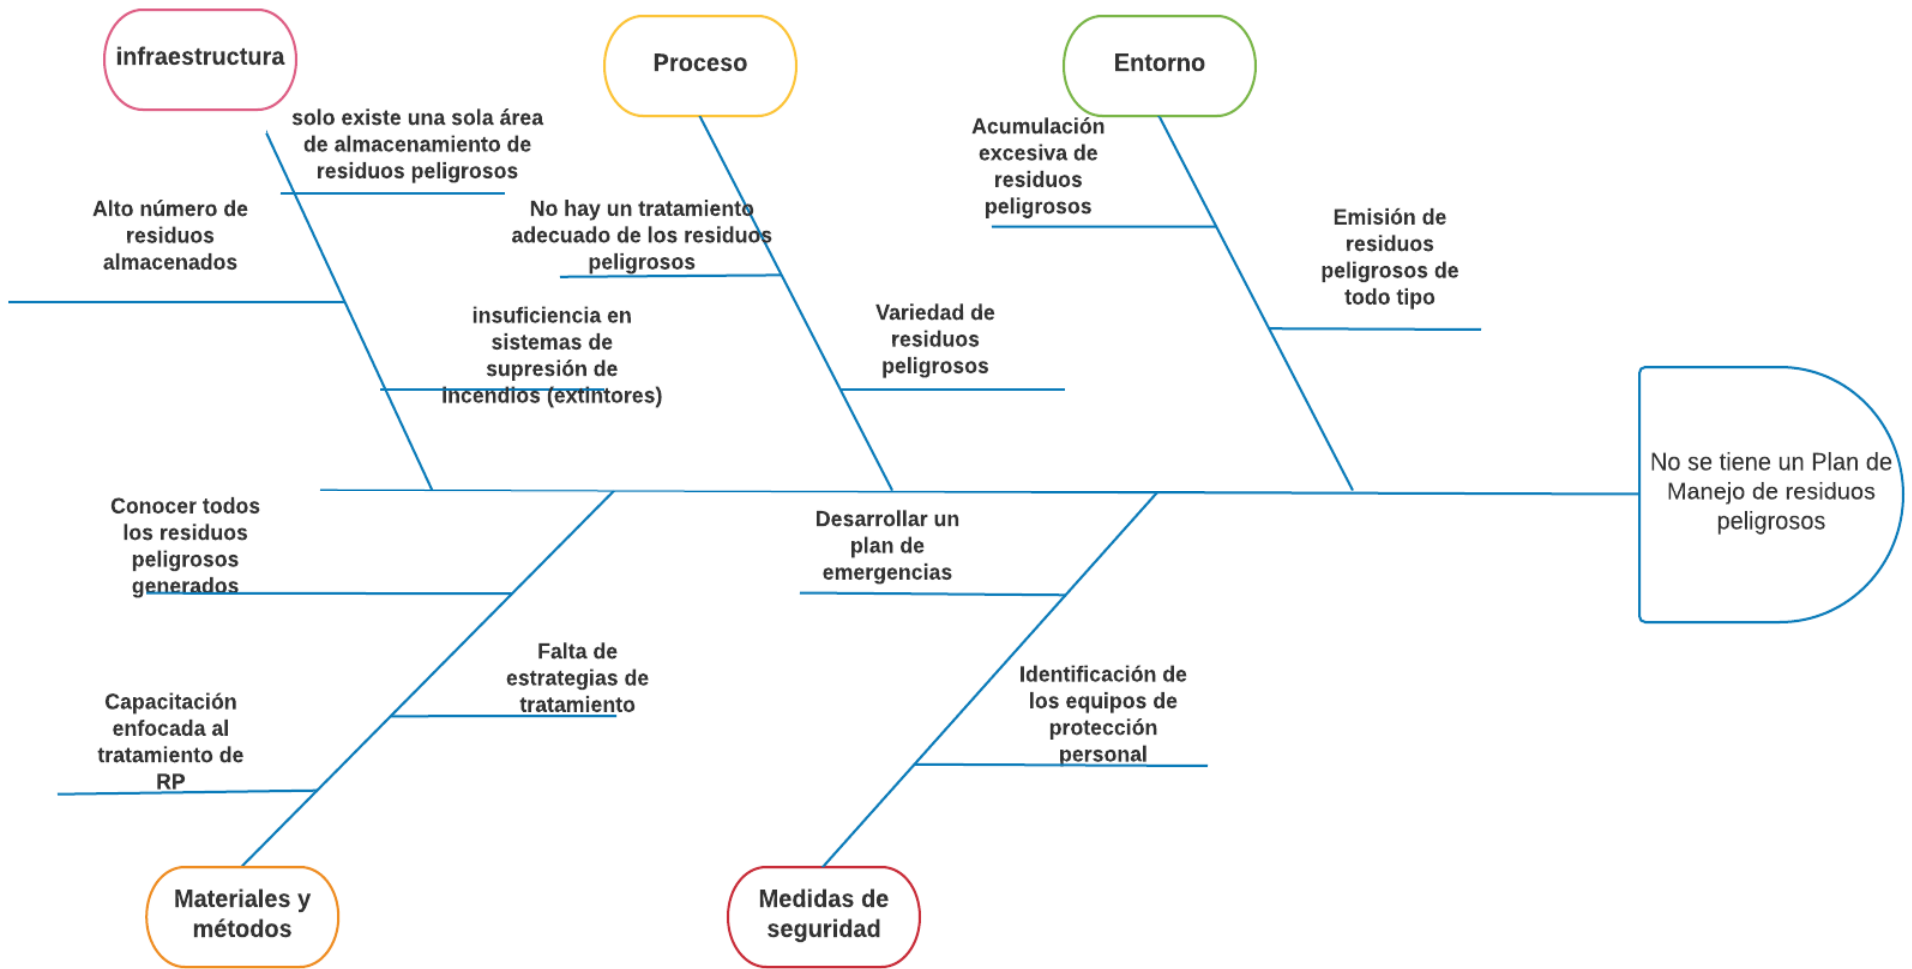 infraestructura
Proceso
Entorno
solo existe una sola área
de almacenamiento de
residuos peligrosos
Alto número de
residuos
almacenados
insuficiencia en
sistemas de
supresión de
incendios (extintores)
No hay un tratamiento
adecuado de los residuos
peligrosos
Variedad de
residuos
peligrosos
Acumulación
excesiva de
residuos
peligrosos
Emisión de
residuos
peligrosos de
todo tipo
No se tiene un Plan de
Manejo de residuos
peligrosos
Conocer todos
los residuos
peligrosos
generados
Falta de
estrategias de
tratamiento
Capacitación
enfocada al
tratamiento de
RP
Desarrollar un
plan de
emergencias
Identificación de
los equipos de
protección
personal
Materiales y
métodos
Medidas de
seguridad